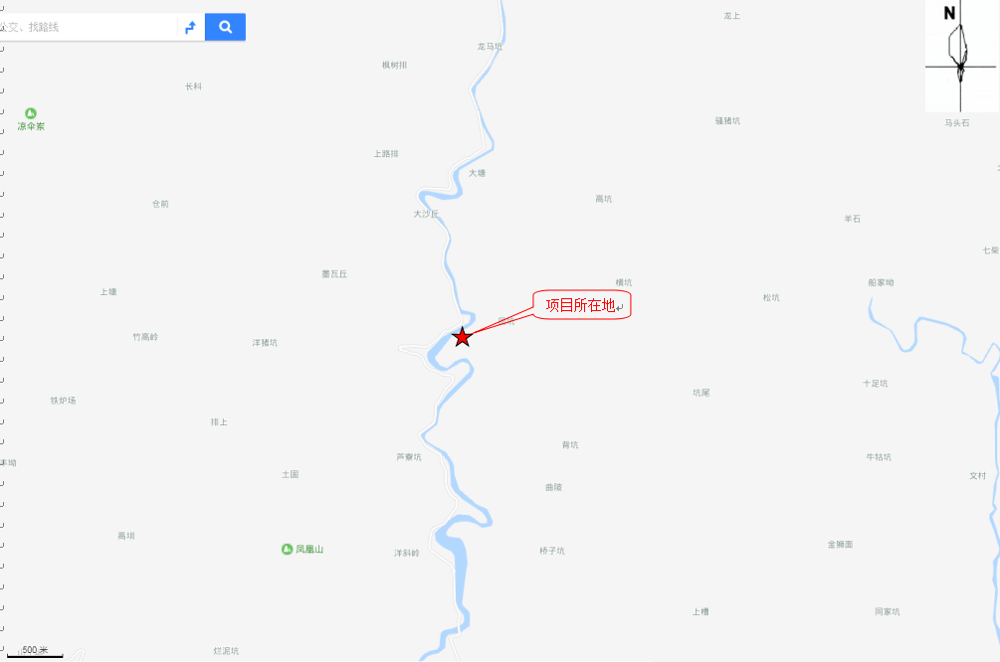 公交、找路线
N
龙上
龙马坑
枫树排
长科
凉伞岽
骚猪坑
马头石
上路排
大塘
仓前
高坑
大沙丘
羊石
七柴
墨瓦丘
横坑
船家坳
上塘
松坑
项目所在地
竹高岭
洋猪坑
铁炉场
坑尾
十足坑
排上
背坑
芦寮坑
牛牯坑
土圆
文村
曲陂
高圳
凤凰山
洋斜岭
桥子坑
金狮面
上槽
同家坑
500 米
烂泥坑